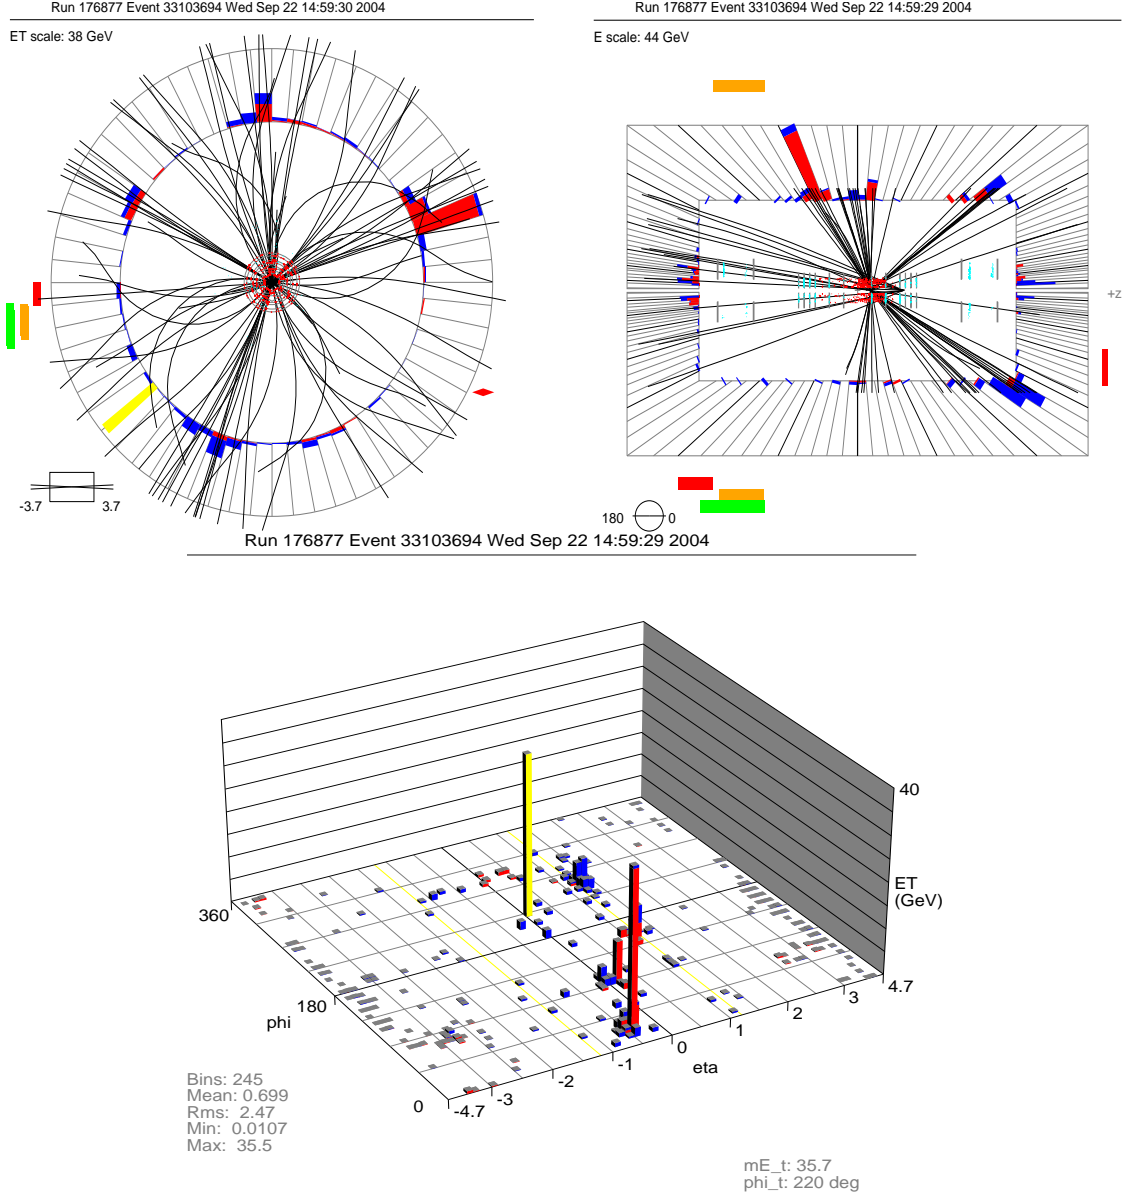 Run 176877 Event 33103694 Wed Sep 22 14:59:30 2004
ET scale: 38 GeV
-3.7 3.7
Run 176877 Event 33103694 Wed Sep 22 14:59:29 2004
E scale: 44 GeV
+z
180 0
Run 176877 Event 33103694 Wed Sep 22 14:59:29 2004
40
ET
(GeV)
360
180
phi
0
-4.7
-3
-2
-1
0
1
2
3
4.7
eta
Bins: 245
Mean: 0.699
Rms: 2.47
Min: 0.0107
Max: 35.5
mE_t: 35.7
phi_t: 220 deg